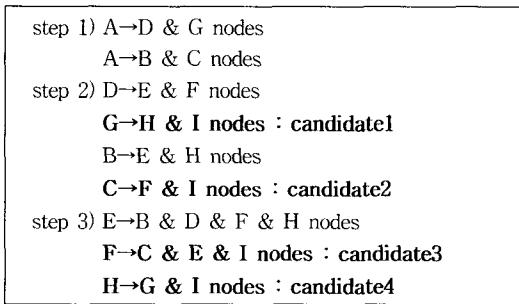 step 1) A→D & G nodes
A→B & C nodes
step 2) D→E & F nodes
G→H & I nodes : candidate1
B→E & H nodes
C→F & I nodes : candidate2
step 3) E→B & D & F & H nodes
F→C & E & I nodes : candidate3
H→G & I nodes : candidate4